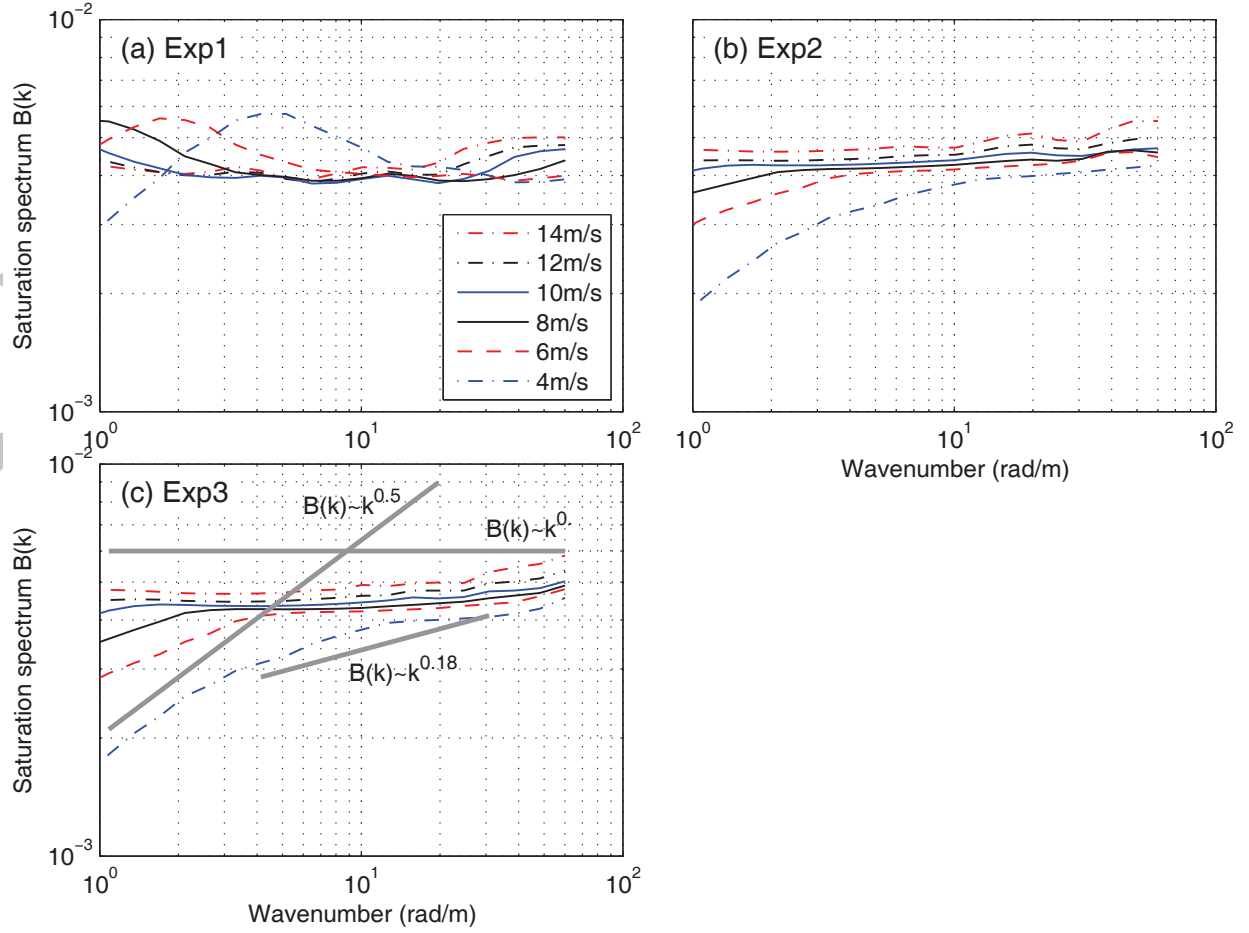 (a) Exp1
10^-2
Saturation spectrum B(k)
10^-3
14m/s
12m/s
10m/s
8m/s
6m/s
4m/s
10^0
10^1
10^2
(b) Exp2
10^0
10^1
10^2
Wavenumber (rad/m)
(c) Exp3
10^-2
Saturation spectrum B(k)
10^-3
B(k)~k^0.5
B(k)~k^0.
B(k)~k^0.18
10^0
10^1
10^2
Wavenumber (rad/m)